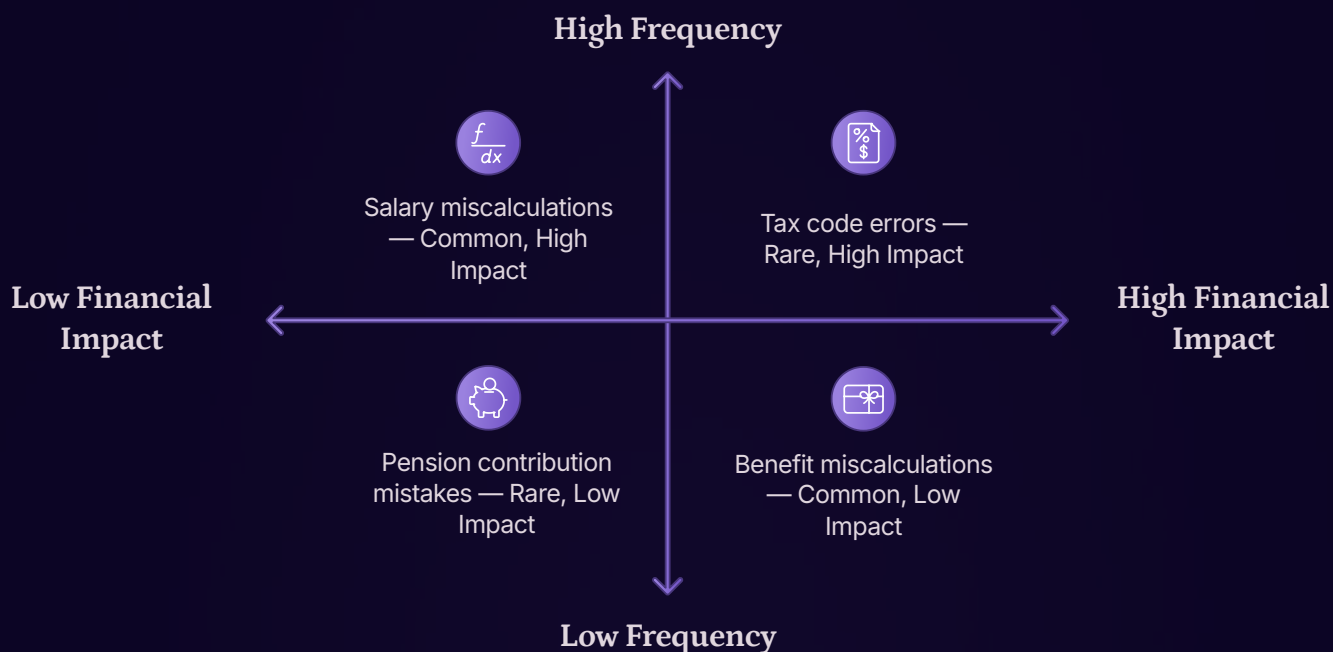 High Frequency
f
dx
%
$
Salary miscalculations
— Common, High
Impact
Tax code errors —
Rare, High Impact
Low Financial
Impact
High Financial
Impact
Pension contribution
mistakes — Rare, Low
Impact
Benefit miscalculations
— Common, Low
Impact
Low Frequency